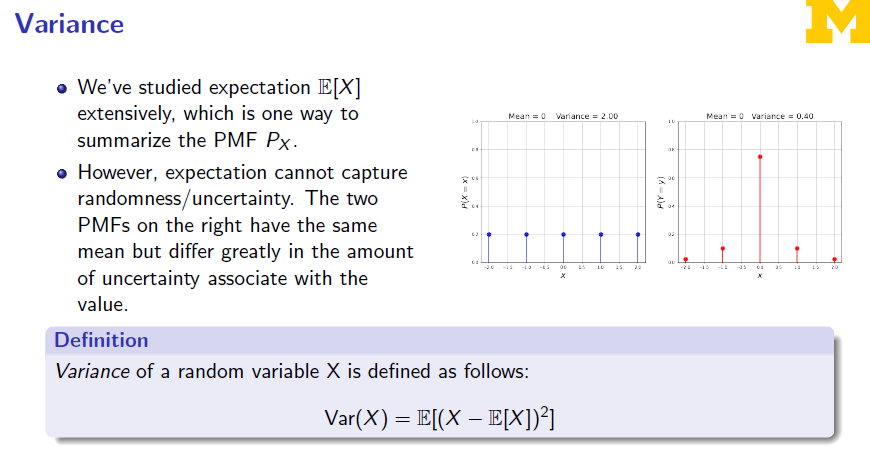 Variance
M
We've studied expectation 𝔼[X]
extensively, which is one way to
summarize the PMF P_X.
However, expectation cannot capture
randomness/uncertainty. The two
PMFs on the right have the same
mean but differ greatly in the amount
of uncertainty associate with the
value.
Mean = 0 Variance = 2.00
P(X = x)
1.0
0.8
0.6
0.4
0.2
0.0
-2.0 -1.5 -1.0 -0.5 0.0 0.5 1.0 1.5 2.0
x
Mean = 0 Variance = 0.40
P(Y = y)
1.0
0.8
0.6
0.4
0.2
0.0
-2.0 -1.5 -1.0 -0.5 0.0 0.5 1.0 1.5 2.0
x
Definition
Variance of a random variable X is defined as follows:
Var(X) = 𝔼[(X − 𝔼[X])²]